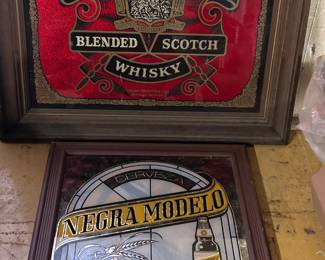 BLENDED SCOTCH
WHISKY
CERVEZA
NEGRA MODELO